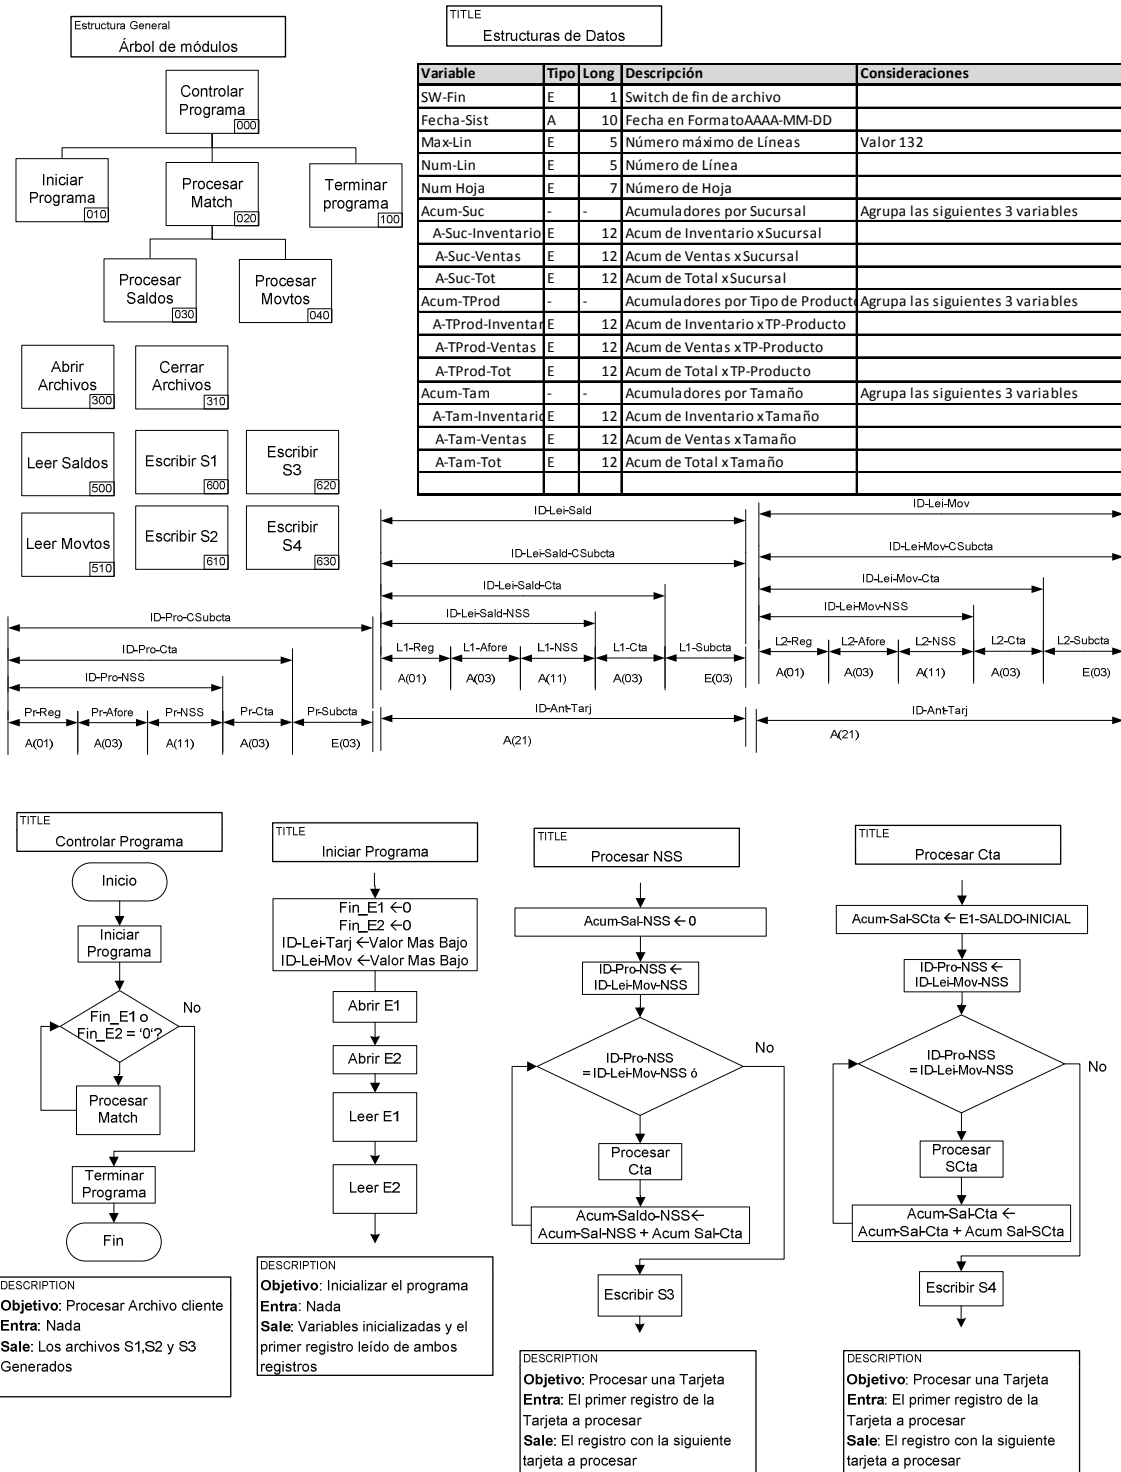 Estructura General
Árbol de módulos
Controlar
Programa
000
Iniciar
Programa
010
Procesar
Match
020
Terminar
programa
100
Procesar
Saldos
030
Procesar
Movtos
040
Abrir
Archivos
300
Cerrar
Archivos
310
Leer Saldos
500
Escribir S1
600
Escribir
S3
620
Leer Movtos
510
Escribir S2
610
Escribir
S4
630
TITLE
Estructuras de Datos
Variable Tipo Long Descripción Consideraciones
SW-Fin E 1 Switch de fin de archivo
Fecha-Sist A 10 Fecha en FormatoAAAA-MM-DD
Max-Lin E 5 Número máximo de Líneas Valor 132
Num-Lin E 5 Número de Línea
Num Hoja E 7 Número de Hoja
Acum-Suc - - Acumuladores por Sucursal Agrupa las siguientes 3 variables
A-Suc-Inventario E 12 Acum de Inventario x Sucursal
A-Suc-Ventas E 12 Acum de Ventas x Sucursal
A-Suc-Tot E 12 Acum de Total x Sucursal
Acum-TProd - - Acumuladores por Tipo de Producto Agrupa las siguientes 3 variables
A-TProd-Inventar E 12 Acum de Inventario x TP-Producto
A-TProd-Ventas E 12 Acum de Ventas x TP-Producto
A-TProd-Tot E 12 Acum de Total x TP-Producto
Acum-Tam - - Acumuladores por Tamaño Agrupa las siguientes 3 variables
A-Tam-Inventario E 12 Acum de Inventario x Tamaño
A-Tam-Ventas E 12 Acum de Ventas x Tamaño
A-Tam-Tot E 12 Acum de Total x Tamaño
ID-Pro-CSubcta
ID-Pro-Cta
ID-Pro-NSS
Pr-Reg Pr-Afore Pr-NSS Pr-Cta Pr-Subcta
A(01) A(03) A(11) A(03) E(03)
ID-Lei-Sald
ID-Lei-Sald-CSubcta
ID-Lei-Sald-Cta
ID-Lei-Sald-NSS
L1-Reg L1-Afore L1-NSS L1-Cta L1-Subcta
A(01) A(03) A(11) A(03) E(03)
ID-Ant-Tarj
A(21)
ID-Lei-Mov
ID-Lei-Mov-CSubcta
ID-Lei-Mov-Cta
ID-Lei-Mov-NSS
L2-Reg L2-Afore L2-NSS L2-Cta L2-Subcta
A(01) A(03) A(11) A(03) E(03)
ID-Ant-Tarj
A(21)
TITLE
Controlar Programa
Inicio
Iniciar
Programa
Fin_E1 o
Fin_E2 = ‘0‘?
No
Procesar
Match
Terminar
Programa
Fin
DESCRIPTION
Objetivo: Procesar Archivo cliente
Entra: Nada
Sale: Los archivos S1,S2 y S3
Generados
TITLE
Iniciar Programa
Fin_E1 ←0
Fin_E2 ←0
ID-Lei-Tarj ←Valor Mas Bajo
ID-Lei-Mov ←Valor Mas Bajo
Abrir E1
Abrir E2
Leer E1
Leer E2
DESCRIPTION
Objetivo: Inicializar el programa
Entra: Nada
Sale: Variables inicializadas y el
primer registro leído de ambos
registros
TITLE
Procesar NSS
Acum-Sal-NSS ← 0
ID-Pro-NSS ←
ID-Lei-Mov-NSS
ID-Pro-NSS
= ID-Lei-Mov-NSS ó
No
Procesar
Cta
Acum-Saldo-NSS←
Acum-Sal-NSS + Acum Sal-Cta
Escribir S3
DESCRIPTION
Objetivo: Procesar una Tarjeta
Entra: El primer registro de la
Tarjeta a procesar
Sale: El registro con la siguiente
tarjeta a procesar
TITLE
Procesar Cta
Acum-Sal-SCta ← E1-SALDO-INICIAL
ID-Pro-NSS ←
ID-Lei-Mov-NSS
ID-Pro-NSS
= ID-Lei-Mov-NSS
No
Procesar
SCta
Acum-Sal-Cta ←
Acum-Sal-Cta + Acum Sal-SCta
Escribir S4
DESCRIPTION
Objetivo: Procesar una Tarjeta
Entra: El primer registro de la
Tarjeta a procesar
Sale: El registro con la siguiente
tarjeta a procesar